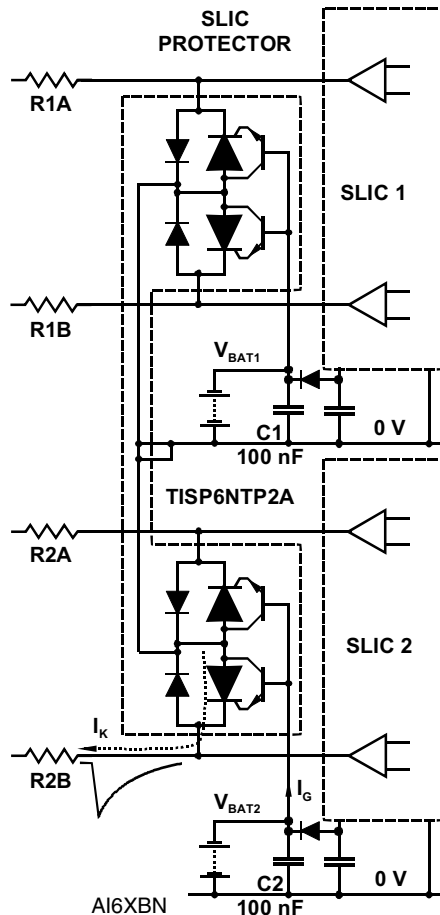 SLIC
PROTECTOR
R1A
SLIC 1
R1B
VBAT1
C1
0 V
100 nF
TISP6NTP2A
R2A
SLIC 2
IK
R2B
IG
VBAT2
C2
0 V
100 nF
AI6XBN